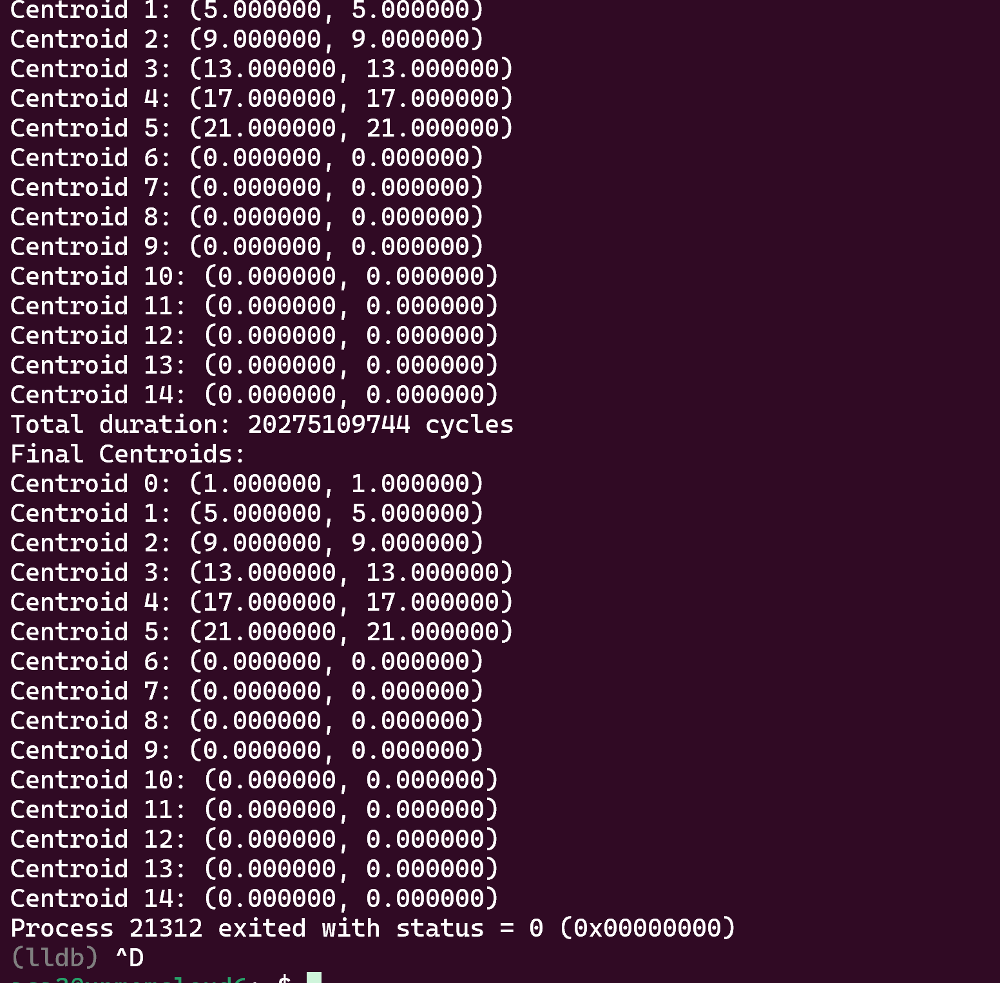 Centroid 1: (5.000000, 5.000000)
Centroid 2: (9.000000, 9.000000)
Centroid 3: (13.000000, 13.000000)
Centroid 4: (17.000000, 17.000000)
Centroid 5: (21.000000, 21.000000)
Centroid 6: (0.000000, 0.000000)
Centroid 7: (0.000000, 0.000000)
Centroid 8: (0.000000, 0.000000)
Centroid 9: (0.000000, 0.000000)
Centroid 10: (0.000000, 0.000000)
Centroid 11: (0.000000, 0.000000)
Centroid 12: (0.000000, 0.000000)
Centroid 13: (0.000000, 0.000000)
Centroid 14: (0.000000, 0.000000)
Total duration: 20275109744 cycles
Final Centroids:
Centroid 0: (1.000000, 1.000000)
Centroid 1: (5.000000, 5.000000)
Centroid 2: (9.000000, 9.000000)
Centroid 3: (13.000000, 13.000000)
Centroid 4: (17.000000, 17.000000)
Centroid 5: (21.000000, 21.000000)
Centroid 6: (0.000000, 0.000000)
Centroid 7: (0.000000, 0.000000)
Centroid 8: (0.000000, 0.000000)
Centroid 9: (0.000000, 0.000000)
Centroid 10: (0.000000, 0.000000)
Centroid 11: (0.000000, 0.000000)
Centroid 12: (0.000000, 0.000000)
Centroid 13: (0.000000, 0.000000)
Centroid 14: (0.000000, 0.000000)
Process 21312 exited with status = 0 (0x00000000)
(lldb) ^D